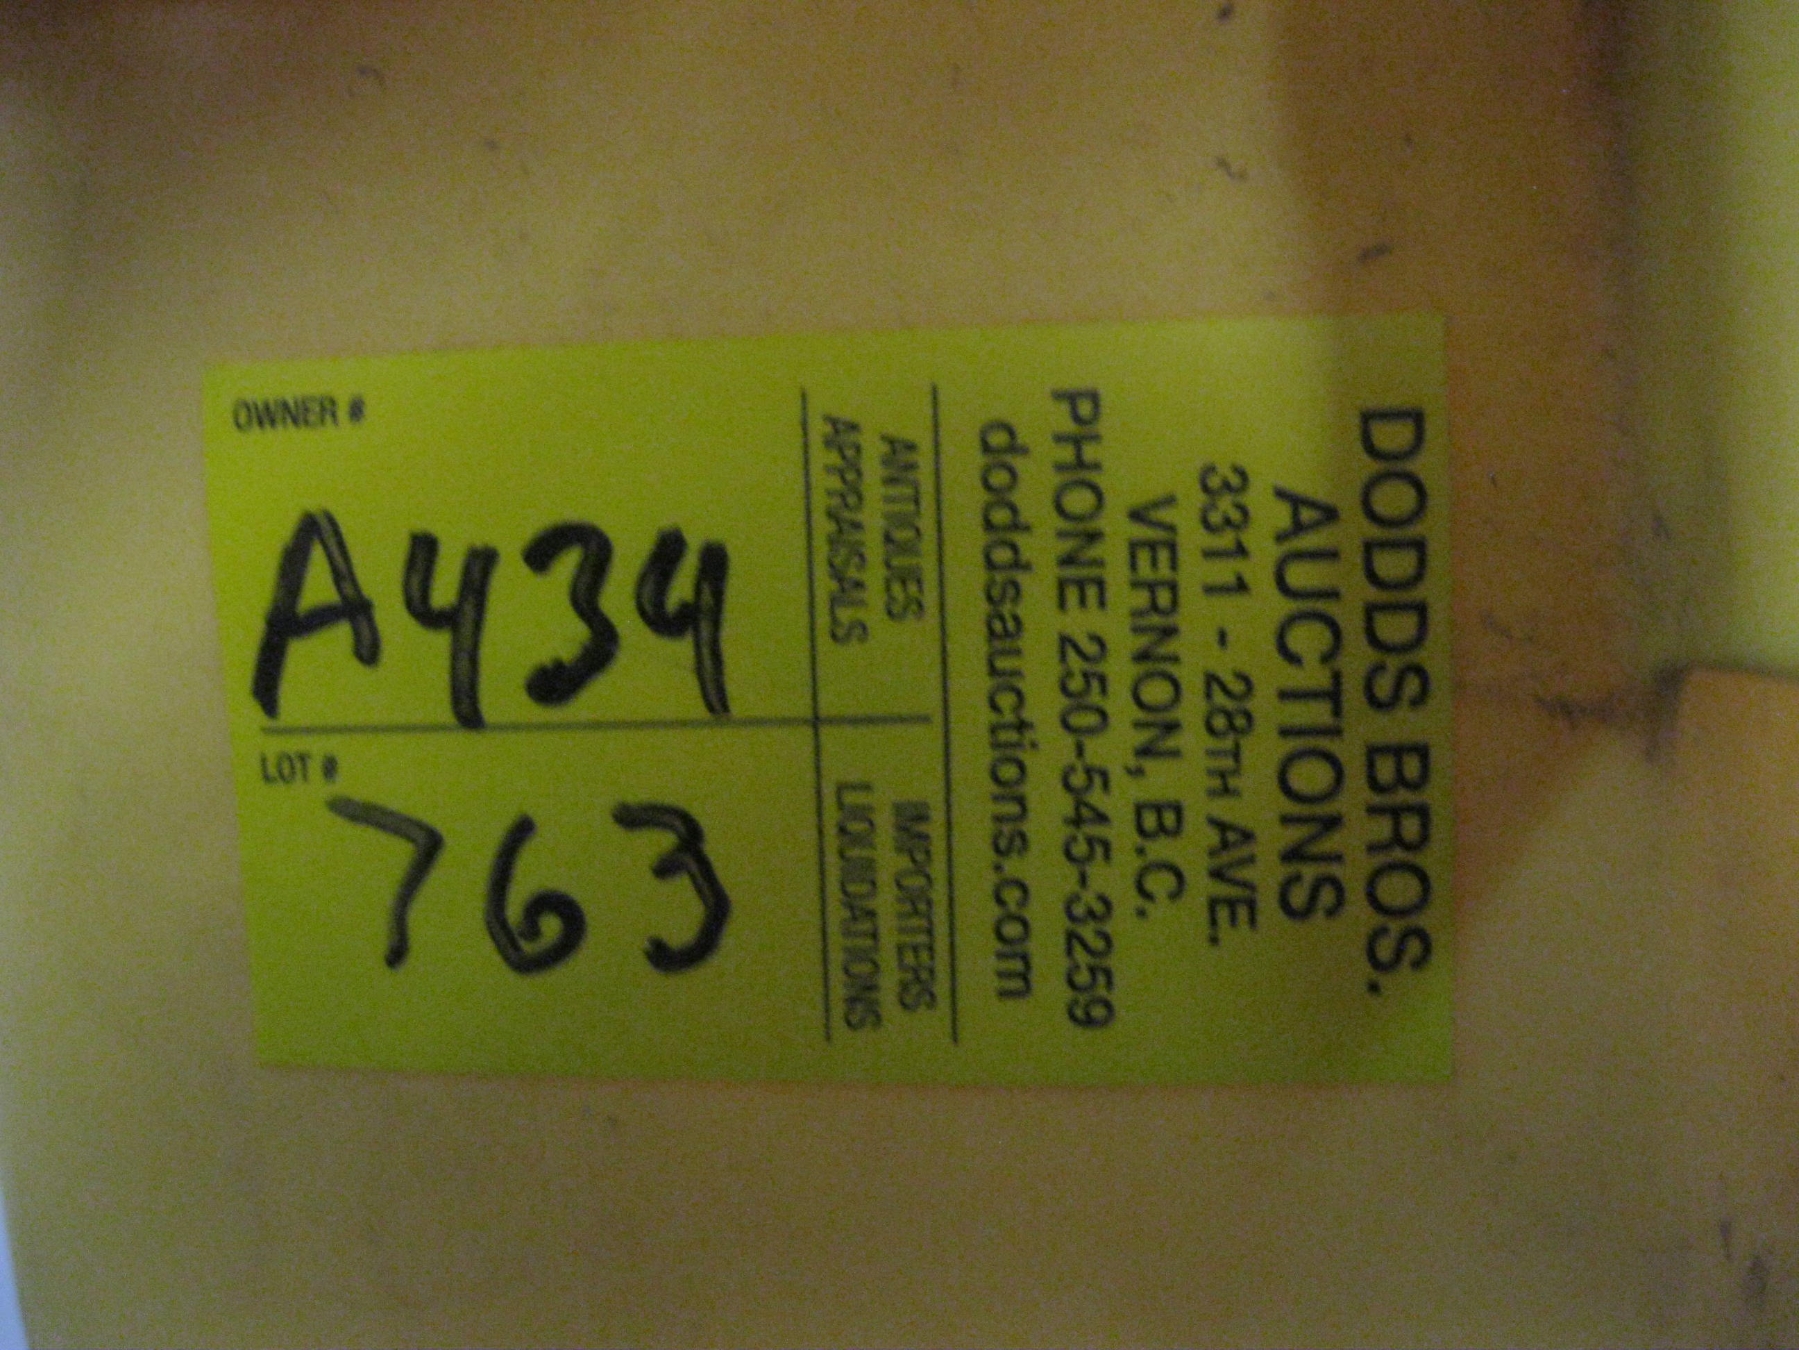 DODDS BROS.
AUCTIONS
3311 - 28TH AVE.
VERNON, B.C.
PHONE 250-545-3259
doddsauctions.com
ANTIQUES
APPRAISALS
IMPORTERS
LIQUIDATIONS
OWNER #
A434
LOT #
763